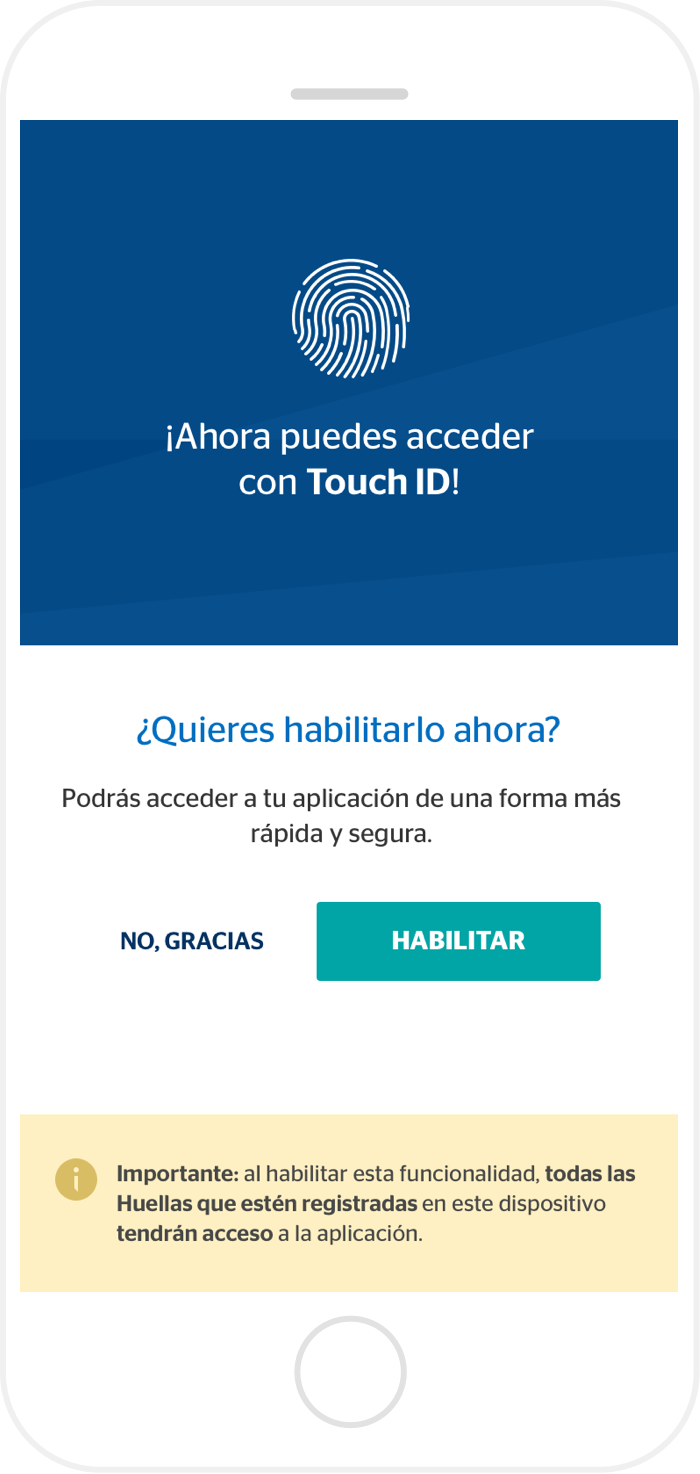 ¡Ahora puedes acceder
con Touch ID!
¿Quieres habilitarlo ahora?
Podrás acceder a tu aplicación de una forma más
rápida y segura.
NO, GRACIAS
HABILITAR
Importante: al habilitar esta funcionalidad, todas las
Huellas que estén registradas en este dispositivo
tendrán acceso a la aplicación.